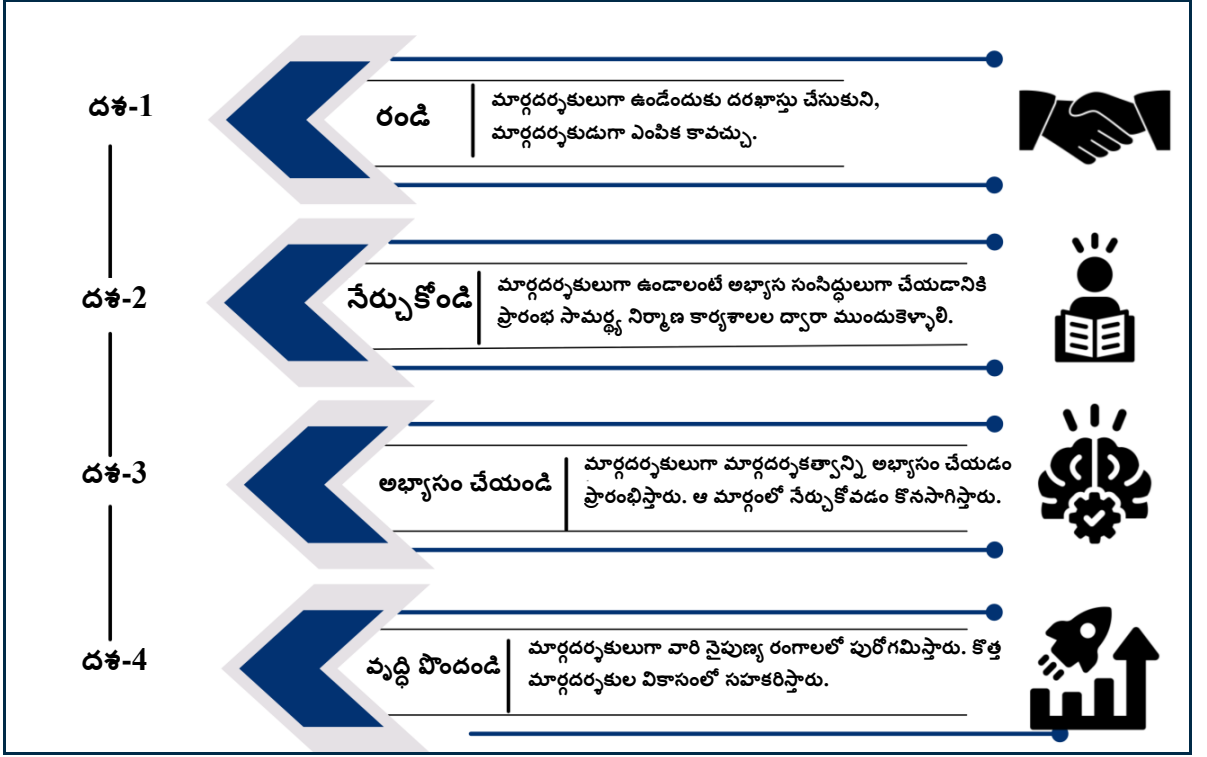 దశ-1
రండి
మార్గదర్శకులుగా ఉండేందుకు దరఖాస్తు చేసుకుని,
మార్గదర్శకుడుగా ఎంపిక కావచ్చు.
దశ-2
నేర్చుకోండి
మార్గదర్శకులుగా ఉండాలంటే అభ్యాస సంసిద్ధులుగా చేయడానికి
ప్రారంభ సామర్థ్య నిర్మాణ కార్యశాలల ద్వారా ముందుకెళ్ళాలి.
దశ-3
అభ్యాసం చేయండి
మార్గదర్శకులుగా మార్గదర్శకత్వాన్ని అభ్యాసం చేయడం
ప్రారంభిస్తారు. ఆ మార్గంలో నేర్చుకోవడం కొనసాగిస్తారు.
దశ-4
వృద్ధి పొందండి
మార్గదర్శకులుగా వారి నైపుణ్య రంగాలలో పురోగమిస్తారు. కొత్త
మార్గదర్శకుల వికాసంలో సహకరిస్తారు.